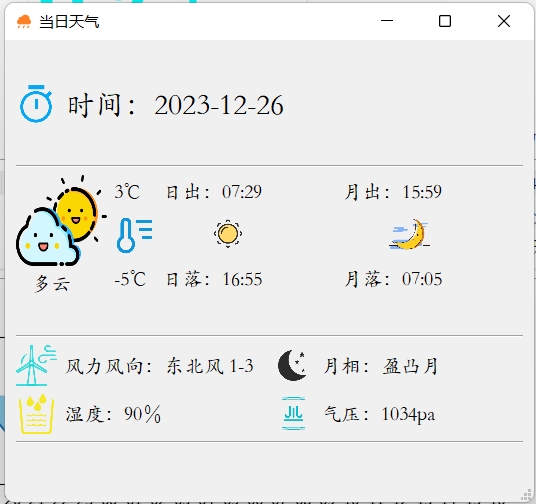 当日天气
时间：2023-12-26
3℃ 日出：07:29 月出：15:59
多云
-5℃ 日落：16:55 月落：07:05
风力风向：东北风 1-3 月相：盈凸月
湿度：90% 气压：1034pa